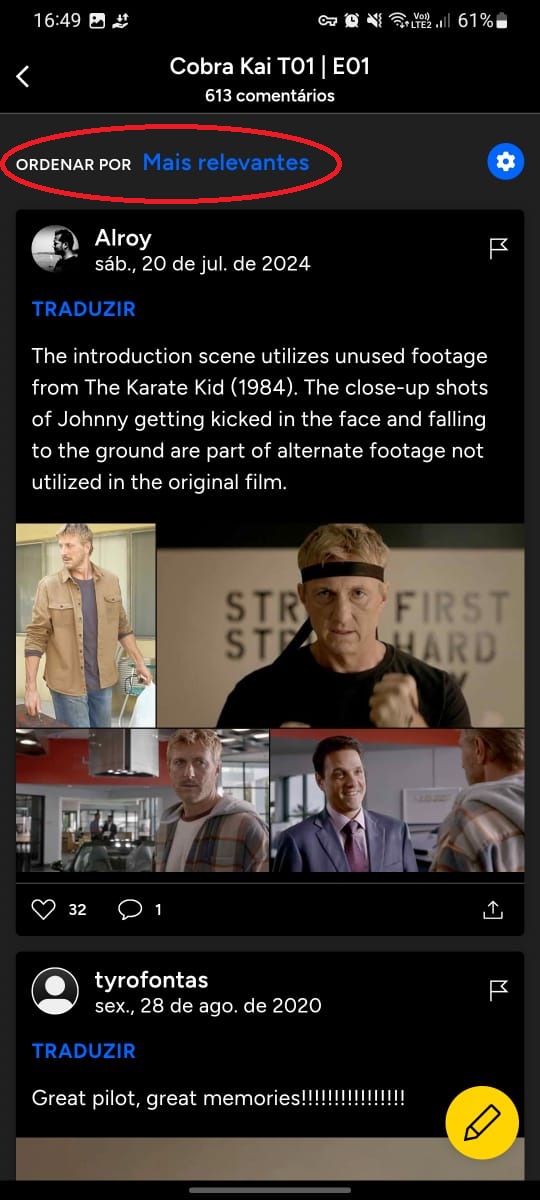 16:49 Vo)) LTE2 61%
Cobra Kai T01 | E01
613 comentários
ORDENAR POR Mais relevantes
Alroy
sáb., 20 de jul. de 2024
TRADUZIR
The introduction scene utilizes unused footage
from The Karate Kid (1984). The close-up shots
of Johnny getting kicked in the face and falling
to the ground are part of alternate footage not
utilized in the original film.
STR FIRST
STR HARD
Y
32 1
tyrofontas
sex., 28 de ago. de 2020
TRADUZIR
Great pilot, great memories!!!!!!!!!!!!!!!!